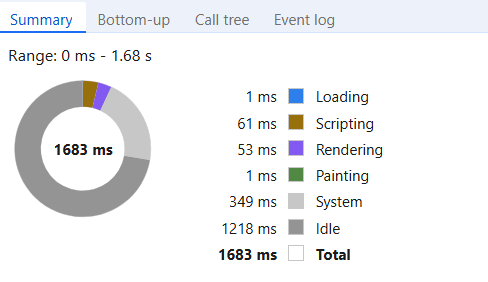 Summary Bottom-up Call tree Event log
Range: 0 ms - 1.68 s
1683 ms
1 ms Loading
61 ms Scripting
53 ms Rendering
1 ms Painting
349 ms System
1218 ms Idle
1683 ms Total